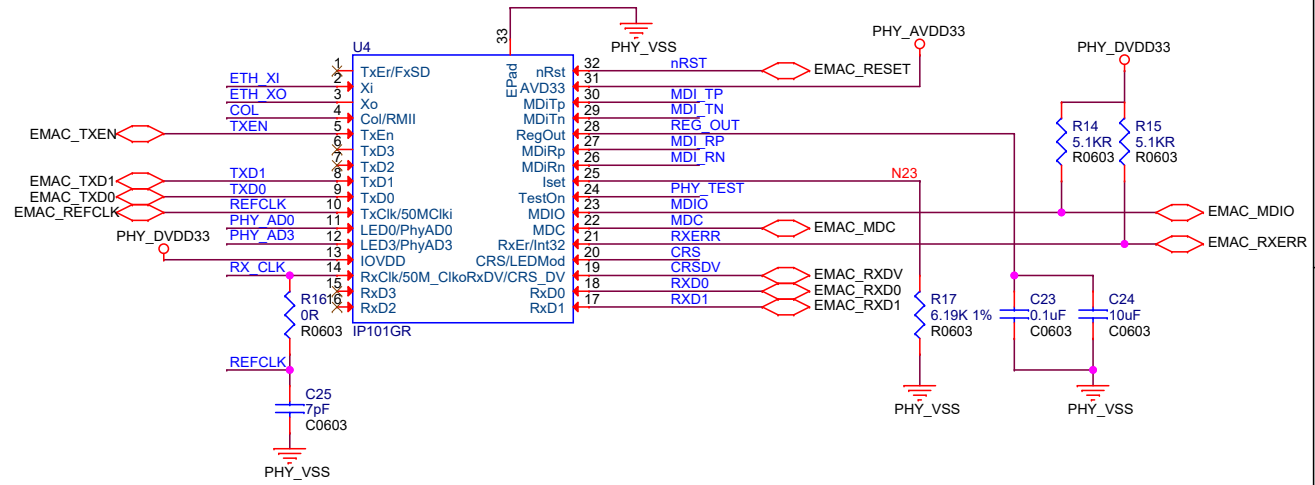 33
PHY_VSS
PHY_AVDD33
PHY_DVDD33
U4
EPad
1 TxEr/FxSD
ETH_XI 2 Xi
ETH_XO 3 Xo
COL 4 Col/RMII
EMAC_TXEN TXEN 5 TxEn
6 TxD3
7 TxD2
EMAC_TXD1 TXD1 8 TxD1
EMAC_TXD0 TXD0 9 TxD0
EMAC_REFCLK REFCLK 10 TxClk/50MClki
PHY_AD0 11 LED0/PhyAD0
PHY_AD3 12 LED3/PhyAD3
PHY_DVDD33 13 IOVDD
RX_CLK 14 RxClk/50M_ClkoRxDV/CRS_DV
15 RxD3
16 RxD2
IP101GR
nRst 32 nRST EMAC_RESET
AVD33 31
MDiTp 30 MDI_TP
MDiTn 29 MDI_TN
RegOut 28 REG_OUT
MDiRp 27 MDI_RP
MDiRn 26 MDI_RN
Iset 25 N23
TestOn 24 PHY_TEST
MDIO 23 MDIO EMAC_MDIO
MDC 22 MDC EMAC_MDC
RxEr/Int32 21 RXERR EMAC_RXERR
CRS/LEDMod 20 CRS
19 CRSDV EMAC_RXDV
RxD0 18 RXD0 EMAC_RXD0
RxD1 17 RXD1 EMAC_RXD1
R14
5.1KR
R0603
R15
5.1KR
R0603
R16
0R
R0603
REFCLK
C25
7pF
C0603
PHY_VSS
R17
6.19K 1%
R0603
PHY_VSS
C23
0.1uF
C0603
C24
10uF
C0603
PHY_VSS